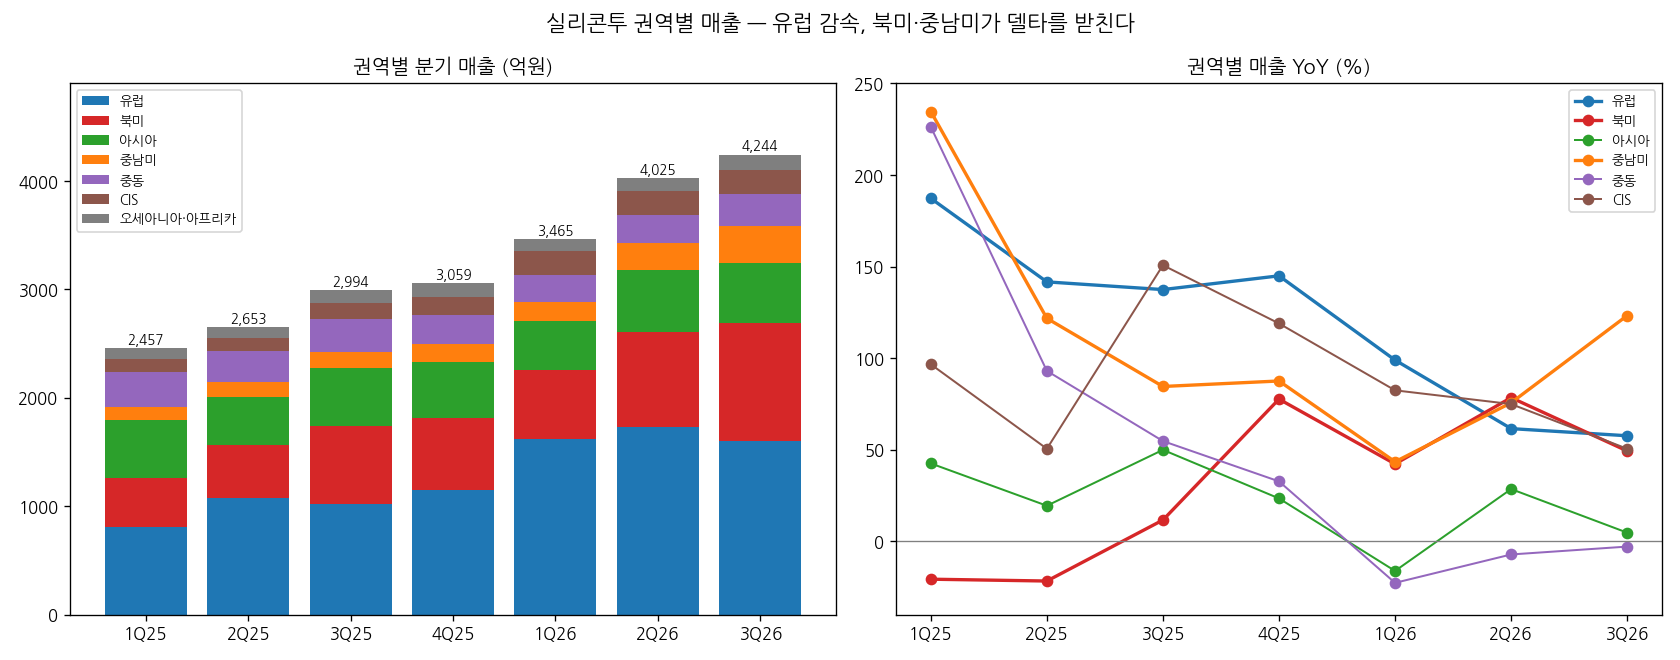 실리콘투 권역별 매출 — 유럽 감속, 북미·중남미가 델타를 받친다
권역별 분기 매출 (억원)
유럽
북미
아시아
중남미
중동
CIS
오세아니아·아프리카
4000
3000
2000
1000
0
2,457
2,653
2,994
3,059
3,465
4,025
4,244
1Q25
2Q25
3Q25
4Q25
1Q26
2Q26
3Q26
권역별 매출 YoY (%)
250
200
150
100
50
0
유럽
북미
아시아
중남미
중동
CIS
1Q25
2Q25
3Q25
4Q25
1Q26
2Q26
3Q26